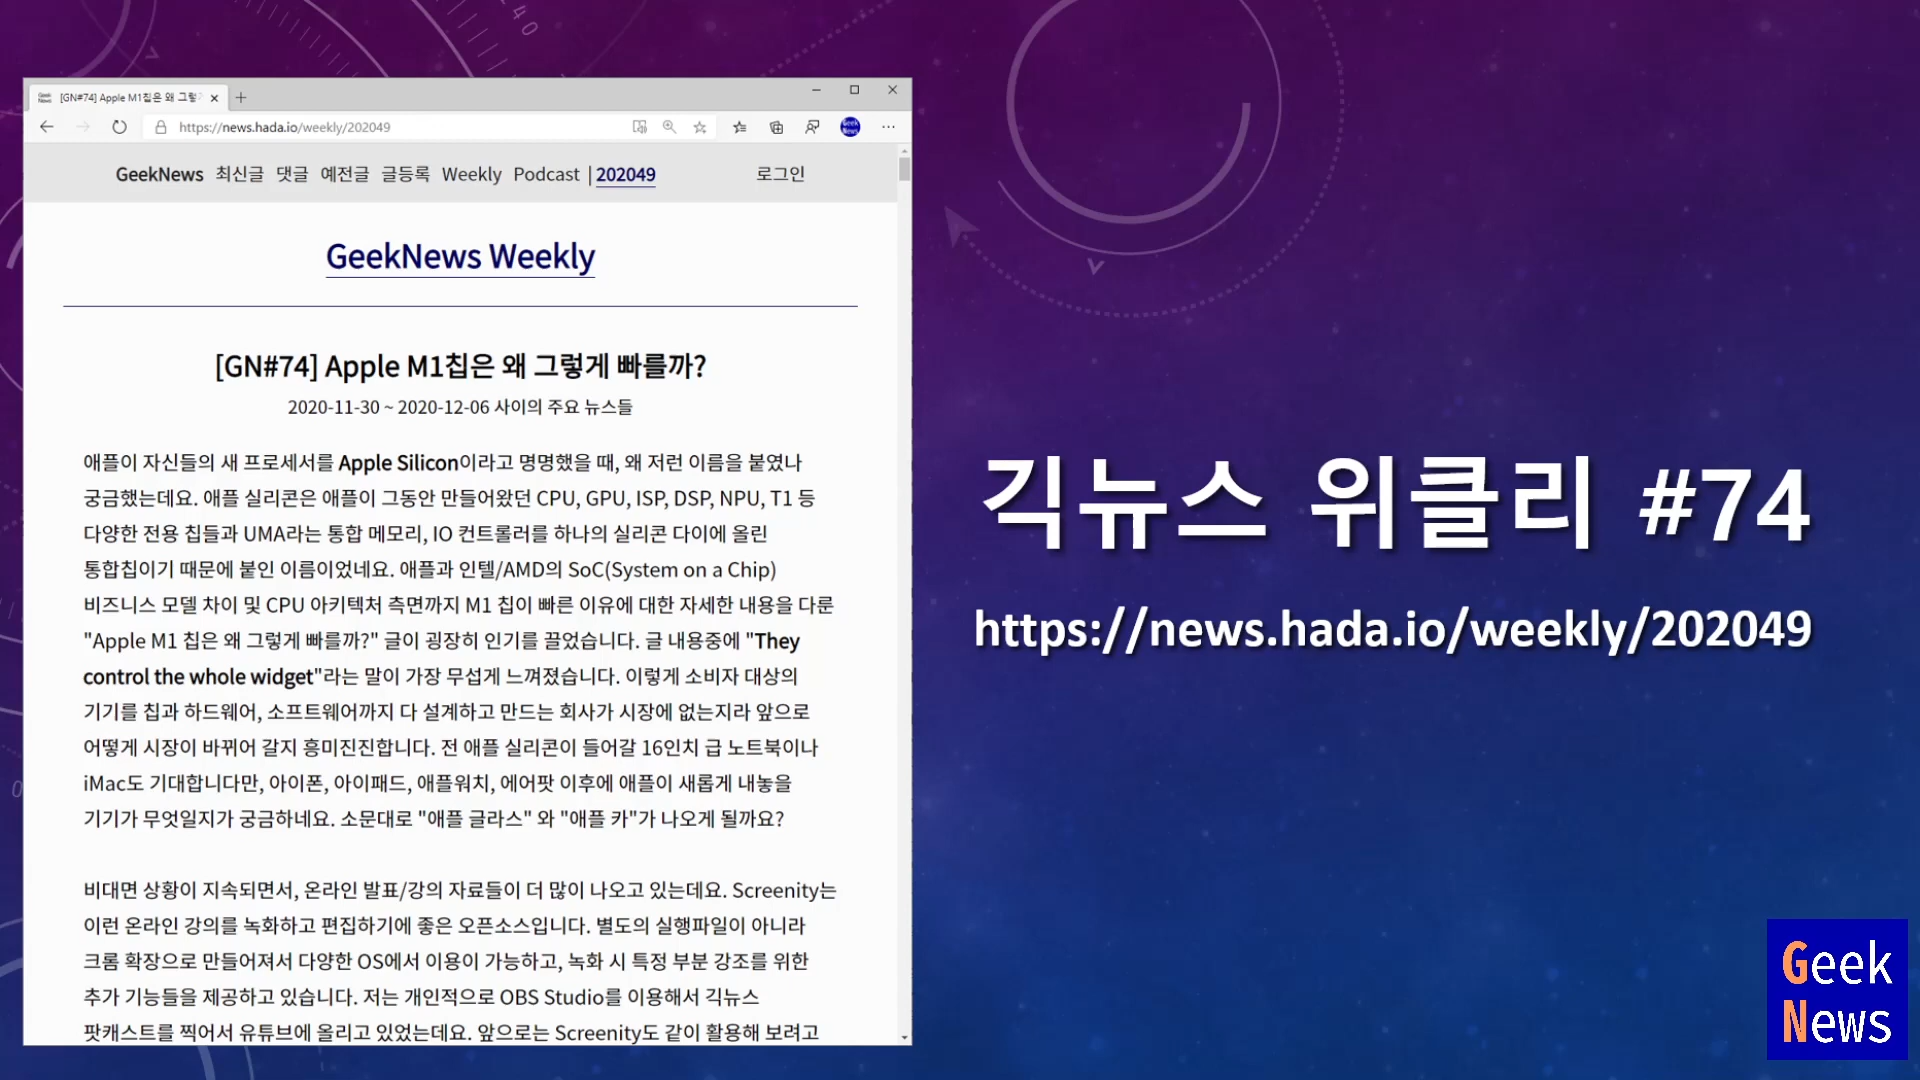 40
[GN#74] Apple M1칩은 왜 그렇
https://news.hada.io/weekly/202049
GeekNews 최신글 댓글 예전글 글등록 Weekly Podcast | 202049 로그인
GeekNews Weekly
[GN#74] Apple M1칩은 왜 그렇게 빠를까?
2020-11-30 ~ 2020-12-06 사이의 주요 뉴스들
애플이 자신들의 새 프로세서를 Apple Silicon이라고 명명했을 때, 왜 저런 이름을 붙였나
궁금했는데요. 애플 실리콘은 애플이 그동안 만들어왔던 CPU, GPU, ISP, DSP, NPU, T1 등
다양한 전용 칩들과 UMA라는 통합 메모리, IO 컨트롤러를 하나의 실리콘 다이에 올린
통합칩이기 때문에 붙인 이름이었네요. 애플과 인텔/AMD의 SoC(System on a Chip)
비즈니스 모델 차이 및 CPU 아키텍처 측면까지 M1 칩이 빠른 이유에 대한 자세한 내용을 다룬
"Apple M1 칩은 왜 그렇게 빠를까?" 글이 굉장히 인기를 끌었습니다. 글 내용중에 "They
control the whole widget"라는 말이 가장 무섭게 느껴졌습니다. 이렇게 소비자 대상의
기기를 칩과 하드웨어, 소프트웨어까지 다 설계하고 만드는 회사가 시장에 없는지라 앞으로
어떻게 시장이 바뀌어 갈지 흥미진진합니다. 전 애플 실리콘이 들어갈 16인치 급 노트북이나
iMac도 기대합니다만, 아이폰, 아이패드, 애플워치, 에어팟 이후에 애플이 새롭게 내놓을
기기가 무엇일지가 궁금하네요. 소문대로 "애플 글라스" 와 "애플 카"가 나오게 될까요?
비대면 상황이 지속되면서, 온라인 발표/강의 자료들이 더 많이 나오고 있는데요. Screenity는
이런 온라인 강의를 녹화하고 편집하기에 좋은 오픈소스입니다. 별도의 실행파일이 아니라
크롬 확장으로 만들어져서 다양한 OS에서 이용이 가능하고, 녹화 시 특정 부분 강조를 위한
추가 기능들을 제공하고 있습니다. 저는 개인적으로 OBS Studio를 이용해서 긱뉴스
팟캐스트를 찍어서 유튜브에 올리고 있었는데요. 앞으로는 Screenity도 같이 활용해 보려고
긱뉴스 위클리 #74
https://news.hada.io/weekly/202049
Geek
News